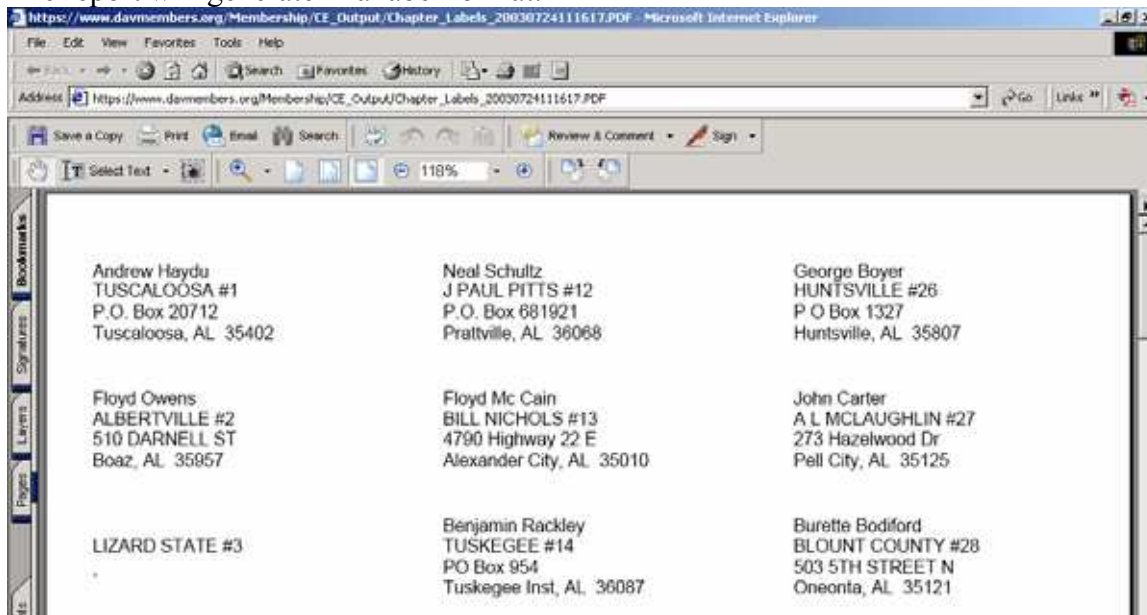 https://www.davmembers.org/Membership/CE_Output/Chapter_Labels_20030724111617.PDF - Microsoft Internet Explorer
File Edit View Favorites Tools Help
Search Favorites History
Address https://www.davmembers.org/Membership/CE_Output/Chapter_Labels_20030724111617.PDF Go Links »
Save a Copy Print Email Search Review & Comment Sign
Select Text 118%
Bookmarks
Signatures
Layers
Pages
Andrew Haydu
TUSCALOOSA #1
P.O. Box 20712
Tuscaloosa, AL 35402
Neal Schultz
J PAUL PITTS #12
P.O. Box 681921
Prattville, AL 36068
George Boyer
HUNTSVILLE #26
P O Box 1327
Huntsville, AL 35807
Floyd Owens
ALBERTVILLE #2
510 DARNELL ST
Boaz, AL 35957
Floyd Mc Cain
BILL NICHOLS #13
4790 Highway 22 E
Alexander City, AL 35010
John Carter
A L MCLAUGHLIN #27
273 Hazelwood Dr
Pell City, AL 35125
LIZARD STATE #3
,
Benjamin Rackley
TUSKEGEE #14
PO Box 954
Tuskegee Inst, AL 36087
Burette Bodiford
BLOUNT COUNTY #28
503 5TH STREET N
Oneonta, AL 35121